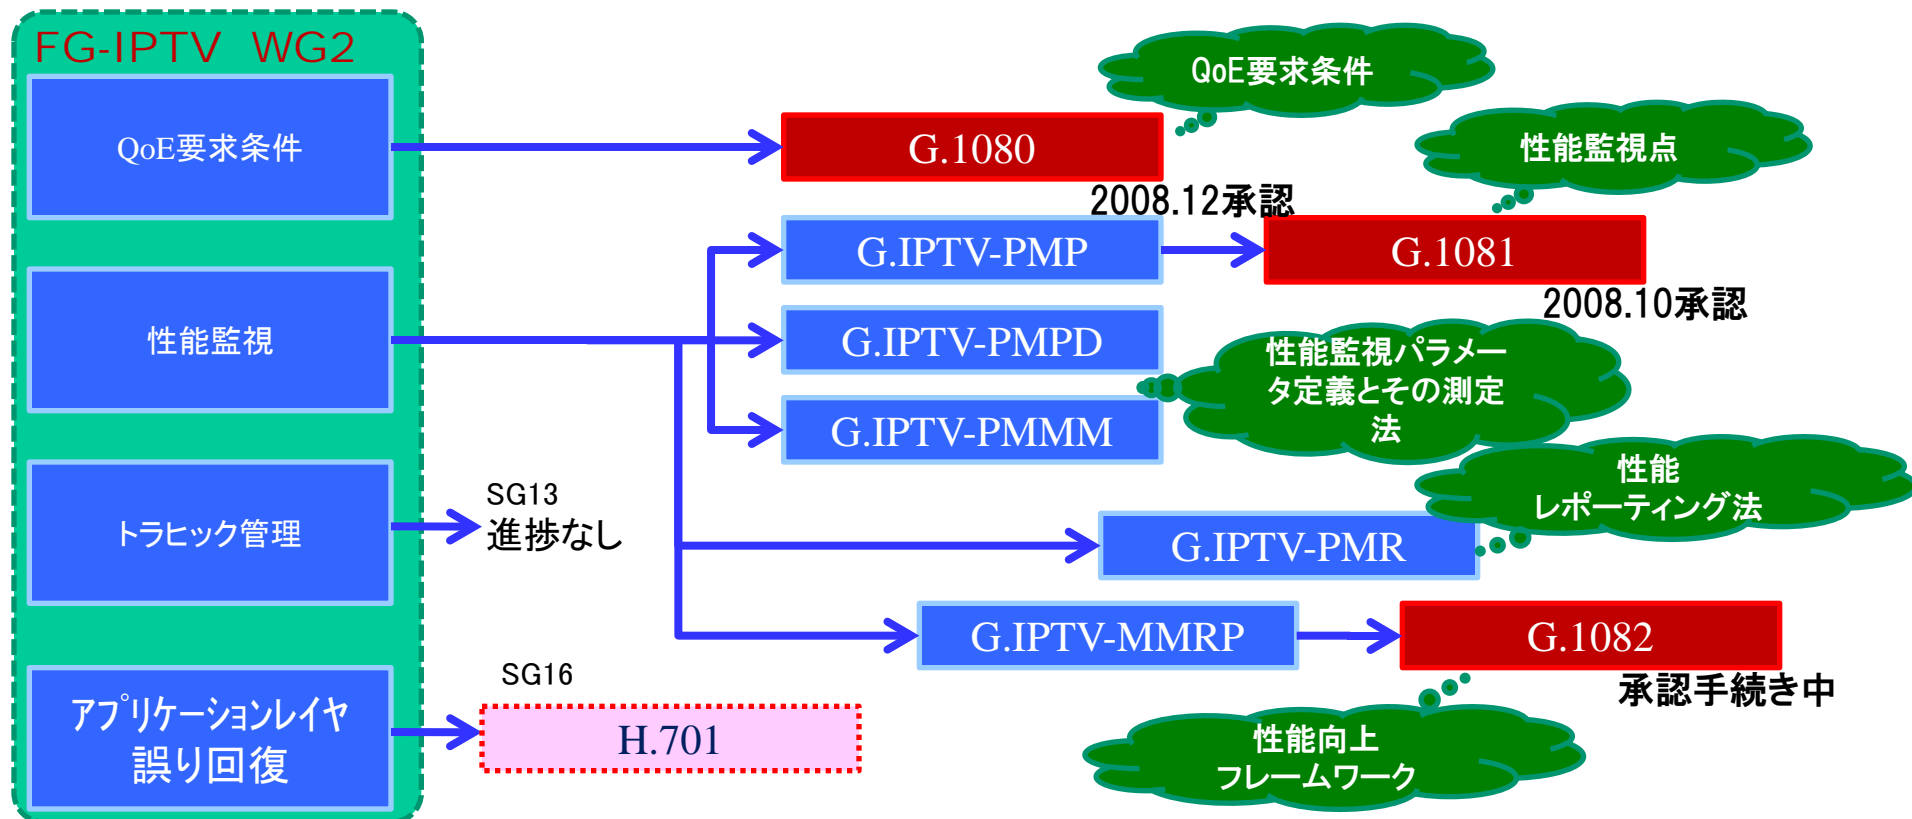 FG-IPTV WG2
QoE要求条件
性能監視
トラヒック管理
アプリケーションレイヤ
誤り回復
QoE要求条件
G.1080
2008.12承認
性能監視点
G.IPTV-PMP
G.1081
2008.10承認
G.IPTV-PMPD
G.IPTV-PMMM
性能監視パラメー
タ定義とその測定
法
SG13
進捗なし
G.IPTV-PMR
性能
レポーティング法
G.IPTV-MMRP
G.1082
承認手続き中
SG16
H.701
性能向上
フレームワーク